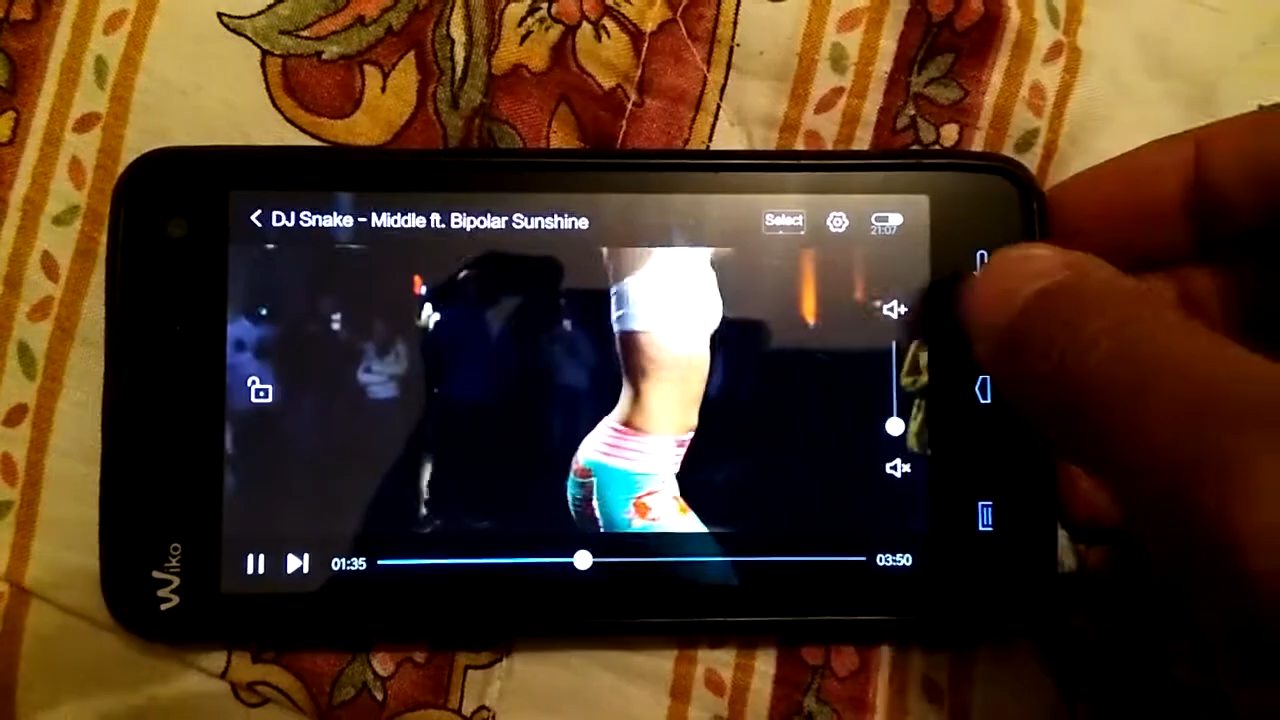 DJ Snake - Middle ft. Bipolar Sunshine
Select
21:07
01:35
03:50
Wiko